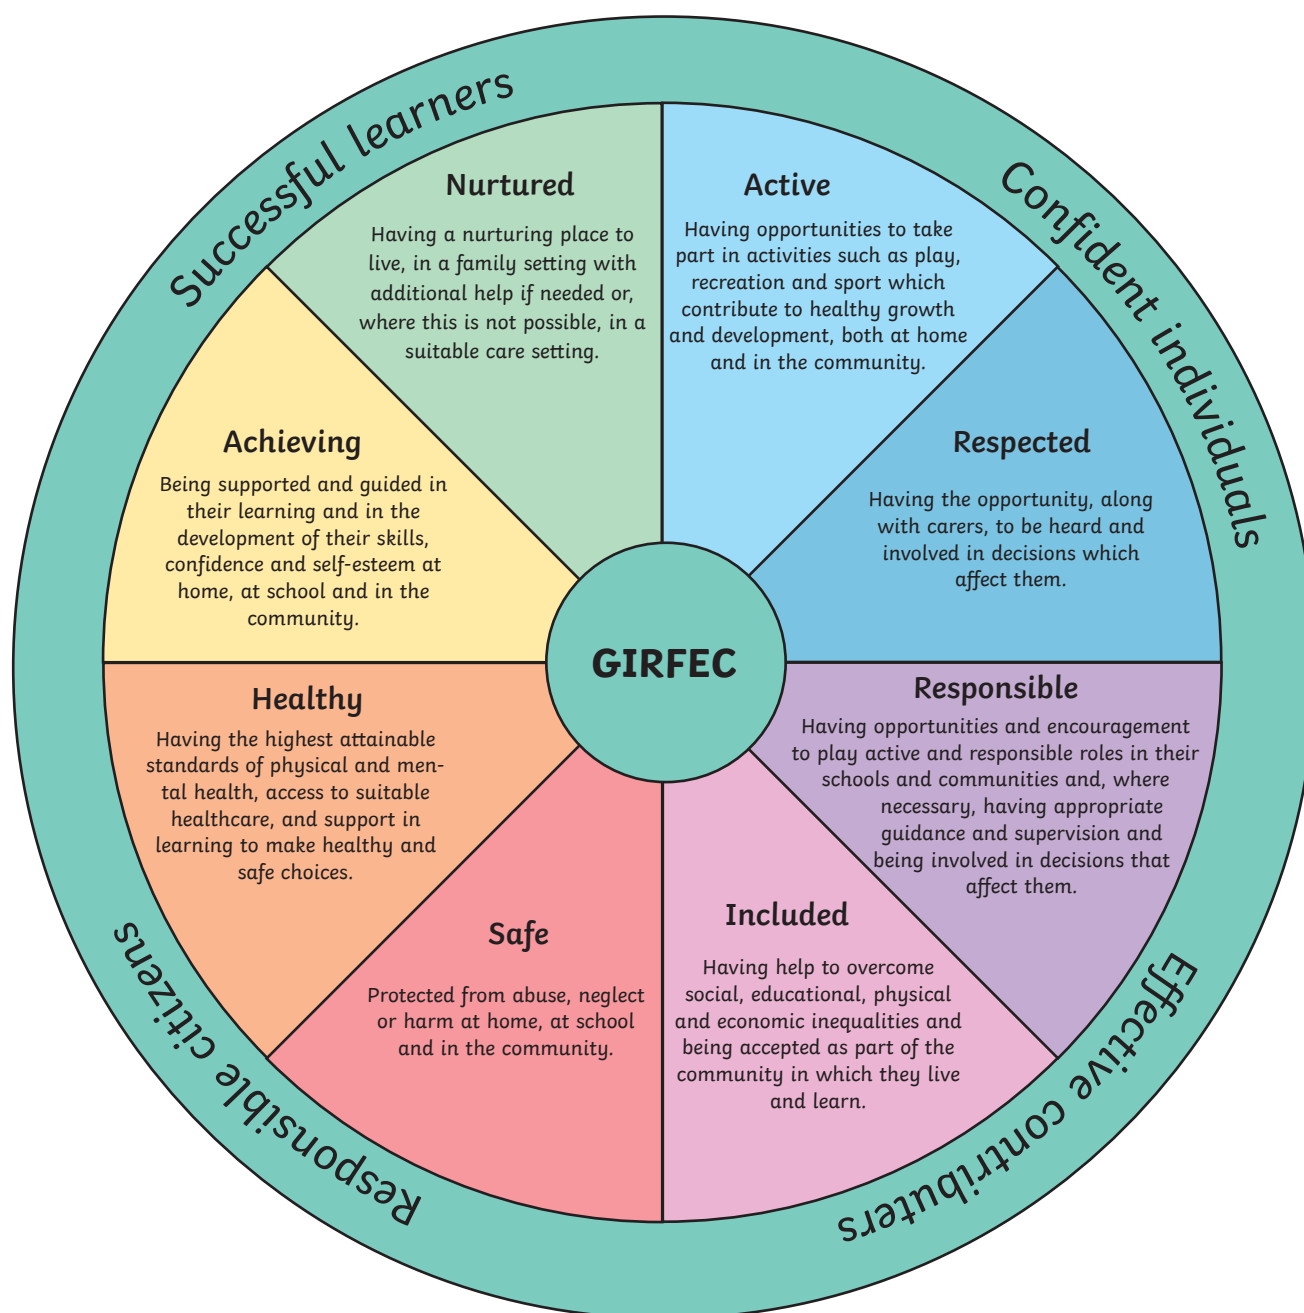 Successful learners
Confident individuals
Nurtured
Having a nurturing place to
live, in a family setting with
additional help if needed or,
where this is not possible, in a
suitable care setting.
Active
Having opportunities to take
part in activities such as play,
recreation and sport which
contribute to healthy growth
and development, both at home
and in the community.
Achieving
Being supported and guided in
their learning and in the
development of their skills,
confidence and self-esteem at
home, at school and in the
community.
Respected
Having the opportunity, along
with carers, to be heard and
involved in decisions which
affect them.
GIRFEC
Healthy
Having the highest attainable
standards of physical and men-
tal health, access to suitable
healthcare, and support in
learning to make healthy and
safe choices.
Responsible
Having opportunities and encouragement
to play active and responsible roles in their
schools and communities and, where
necessary, having appropriate
guidance and supervision and
being involved in decisions that
affect them.
Safe
Protected from abuse, neglect
or harm at home, at school
and in the community.
Included
Having help to overcome
social, educational, physical
and economic inequalities and
being accepted as part of the
community in which they live
and learn.
Responsible citizens
Effective contributers